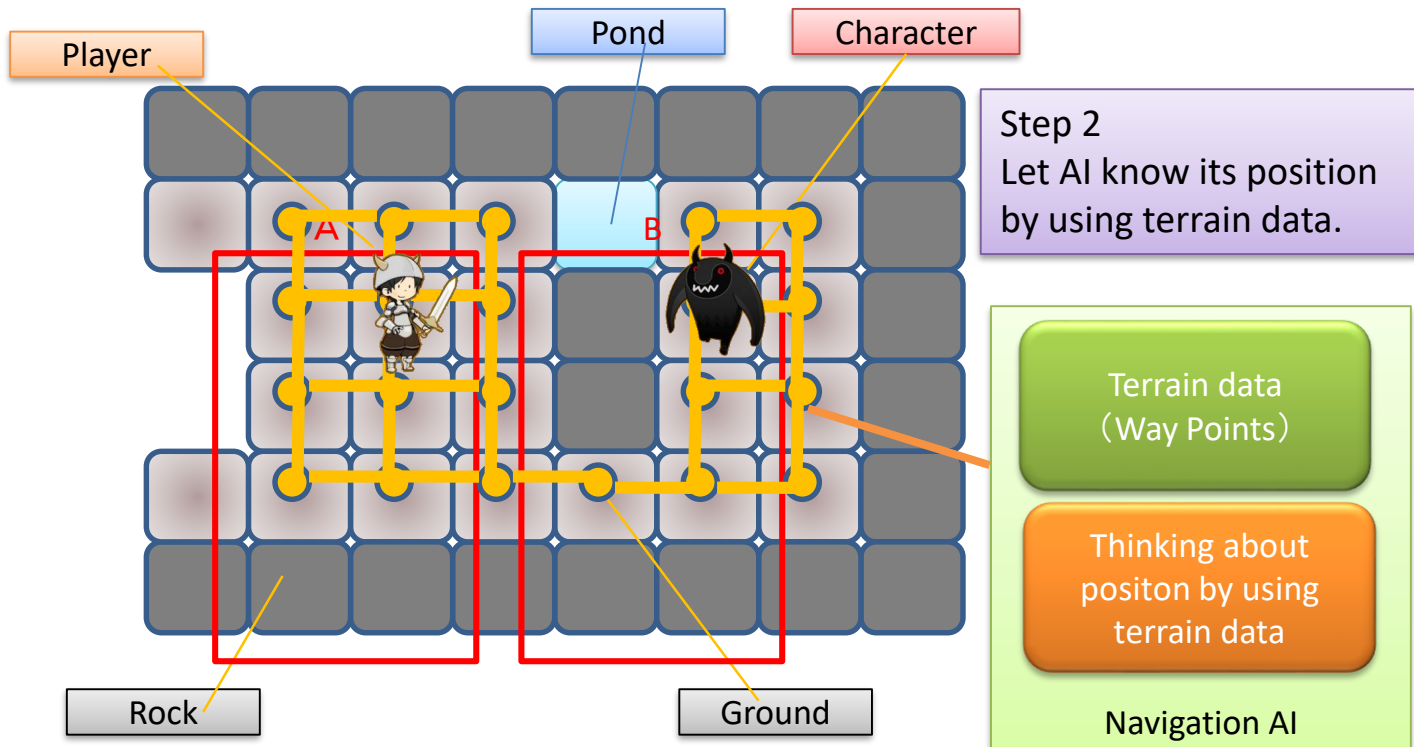 Pond
Character
Player
Step 2
Let AI know its position
by using terrain data.
A
B
Terrain data
（Way Points）
Thinking about
positon by using
terrain data
Rock
Ground
Navigation AI